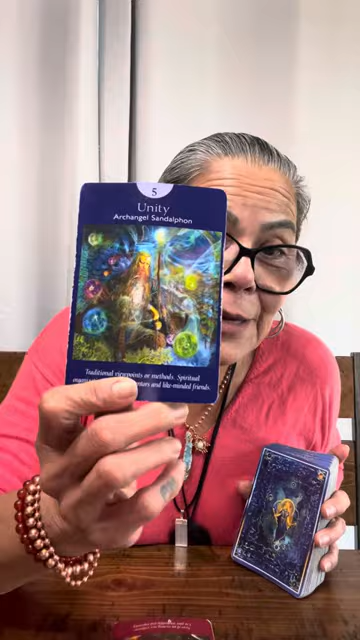 5
Unity
Archangel Sandalphon
Traditional viewpoints or methods. Spiritual
and like-minded friends.